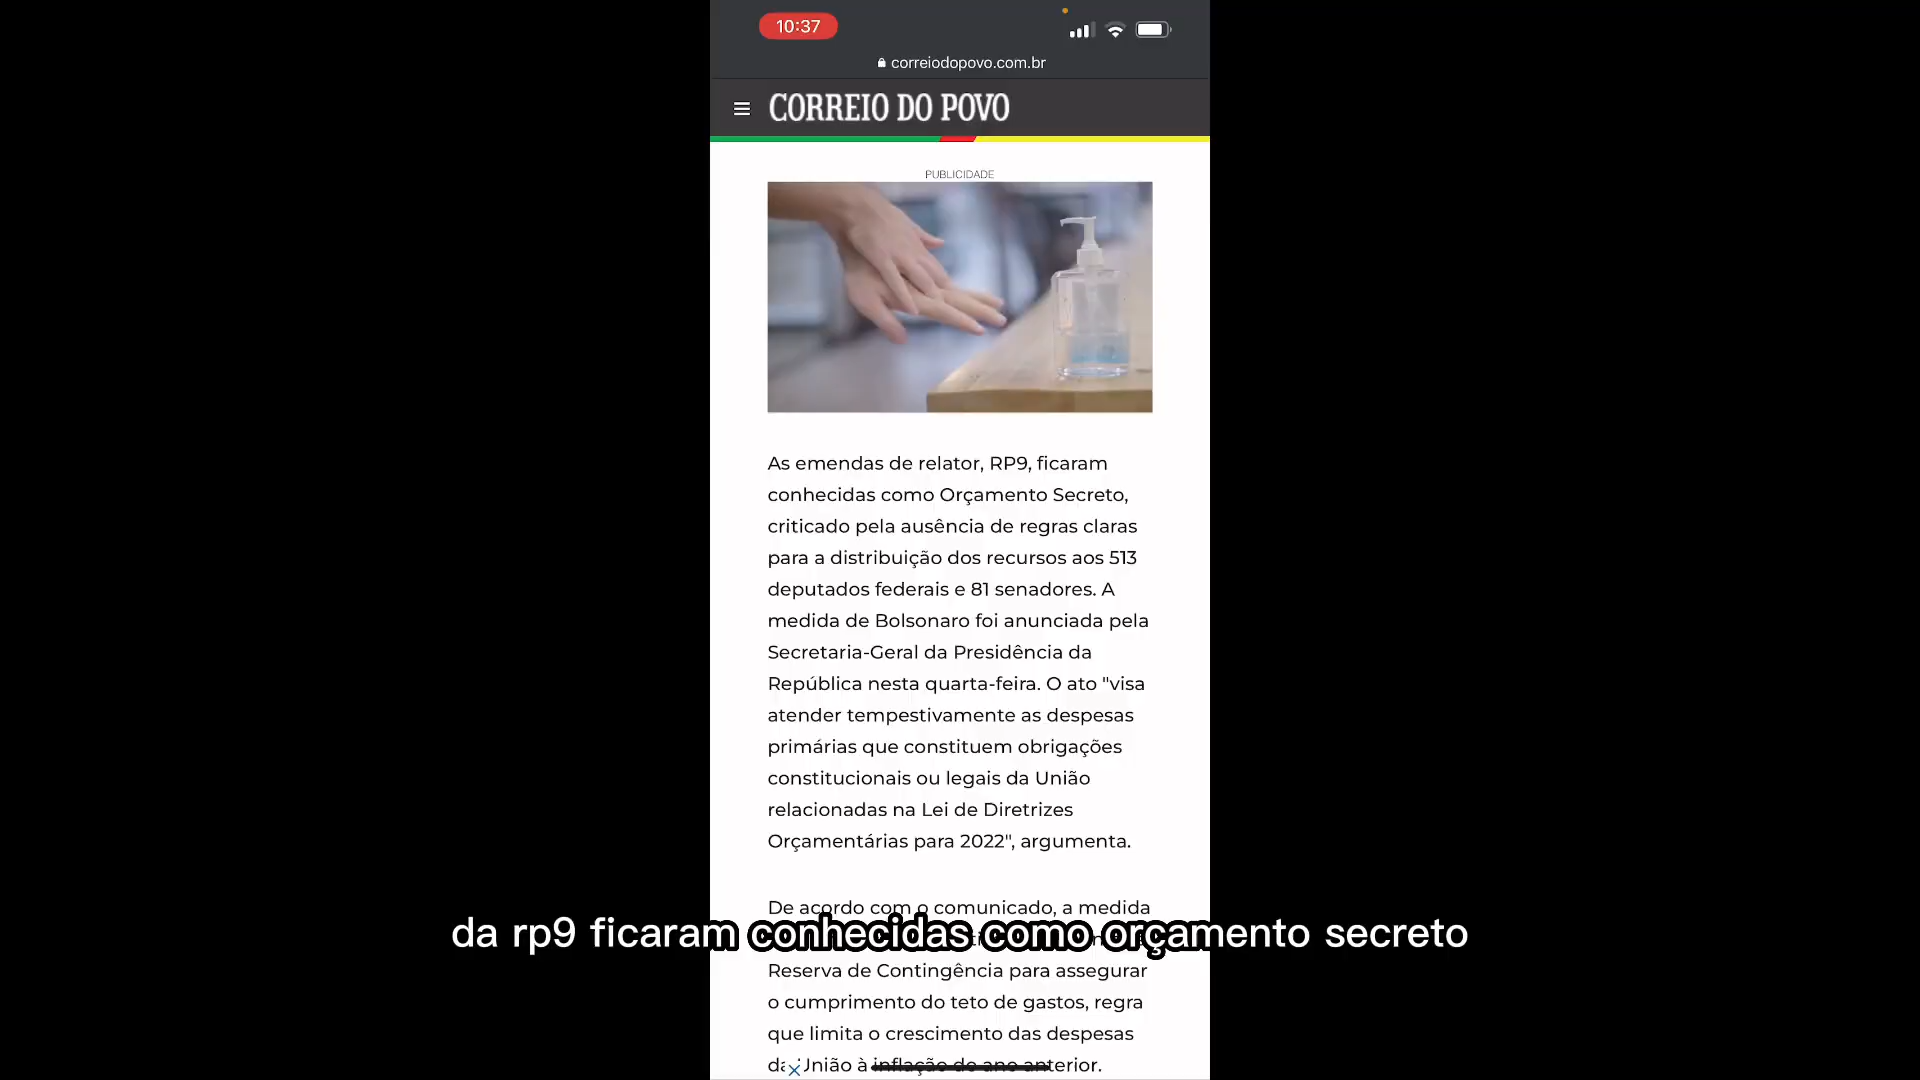 10:37
correiodopovo.com.br
CORREIO DO POVO
PUBLICIDADE
As emendas de relator, RP9, ficaram
conhecidas como Orçamento Secreto,
criticado pela ausência de regras claras
para a distribuição dos recursos aos 513
deputados federais e 81 senadores. A
medida de Bolsonaro foi anunciada pela
Secretaria-Geral da Presidência da
República nesta quarta-feira. O ato "visa
atender tempestivamente as despesas
primárias que constituem obrigações
constitucionais ou legais da União
relacionadas na Lei de Diretrizes
Orçamentárias para 2022", argumenta.
De acordo com o comunicado, a medida
da rp9 ficaram conhecidas como orçamento secreto
Reserva de Contingência para assegurar
o cumprimento do teto de gastos, regra
que limita o crescimento das despesas
União à inflação do ano anterior.